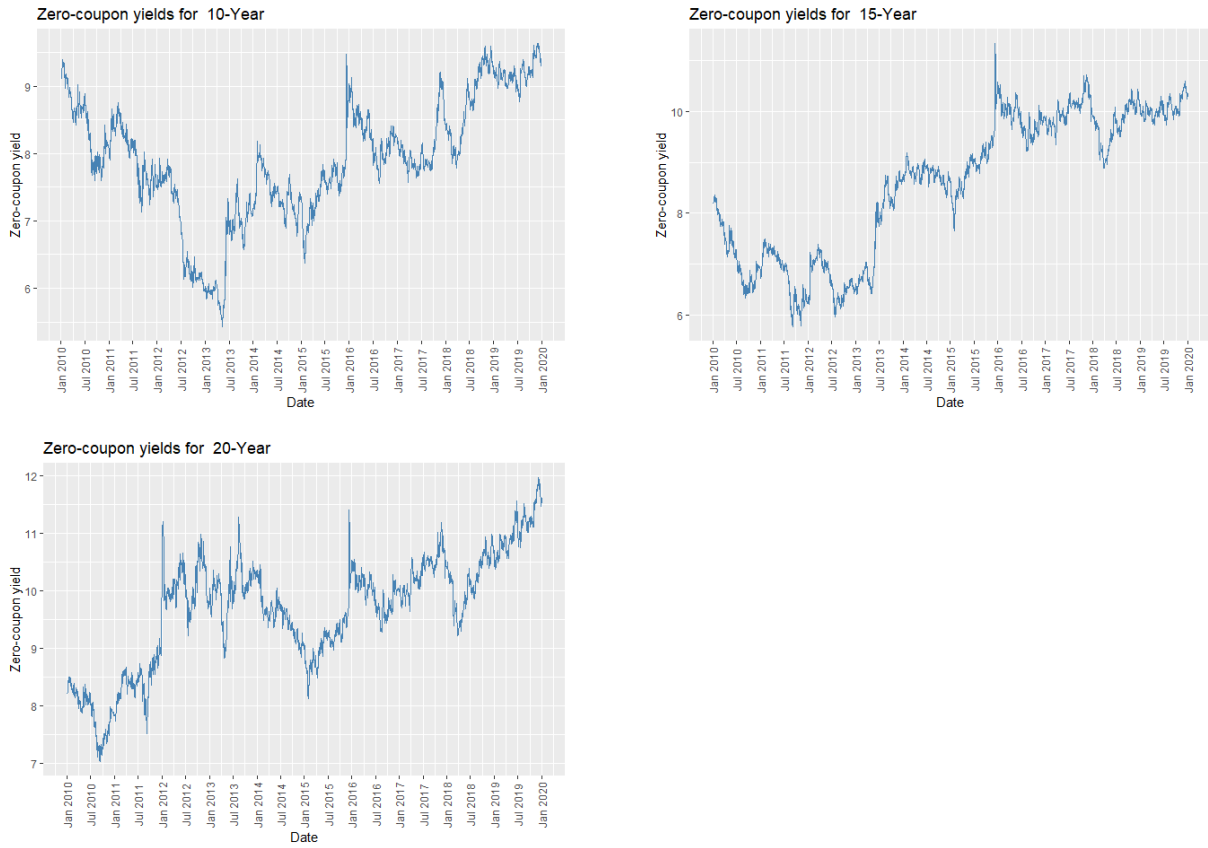 Zero-coupon yields for  10-Year
Zero-coupon yield
9
8
7
6
Jan 2010
Jul 2010
Jan 2011
Jul 2011
Jan 2012
Jul 2012
Jan 2013
Jul 2013
Jan 2014
Jul 2014
Jan 2015
Jul 2015
Jan 2016
Jul 2016
Jan 2017
Jul 2017
Jan 2018
Jul 2018
Jan 2019
Jul 2019
Jan 2020
Date
Zero-coupon yields for  15-Year
Zero-coupon yield
10
8
6
Jan 2010
Jul 2010
Jan 2011
Jul 2011
Jan 2012
Jul 2012
Jan 2013
Jul 2013
Jan 2014
Jul 2014
Jan 2015
Jul 2015
Jan 2016
Jul 2016
Jan 2017
Jul 2017
Jan 2018
Jul 2018
Jan 2019
Jul 2019
Jan 2020
Date
Zero-coupon yields for  20-Year
Zero-coupon yield
12
11
10
9
8
7
Jan 2010
Jul 2010
Jan 2011
Jul 2011
Jan 2012
Jul 2012
Jan 2013
Jul 2013
Jan 2014
Jul 2014
Jan 2015
Jul 2015
Jan 2016
Jul 2016
Jan 2017
Jul 2017
Jan 2018
Jul 2018
Jan 2019
Jul 2019
Jan 2020
Date